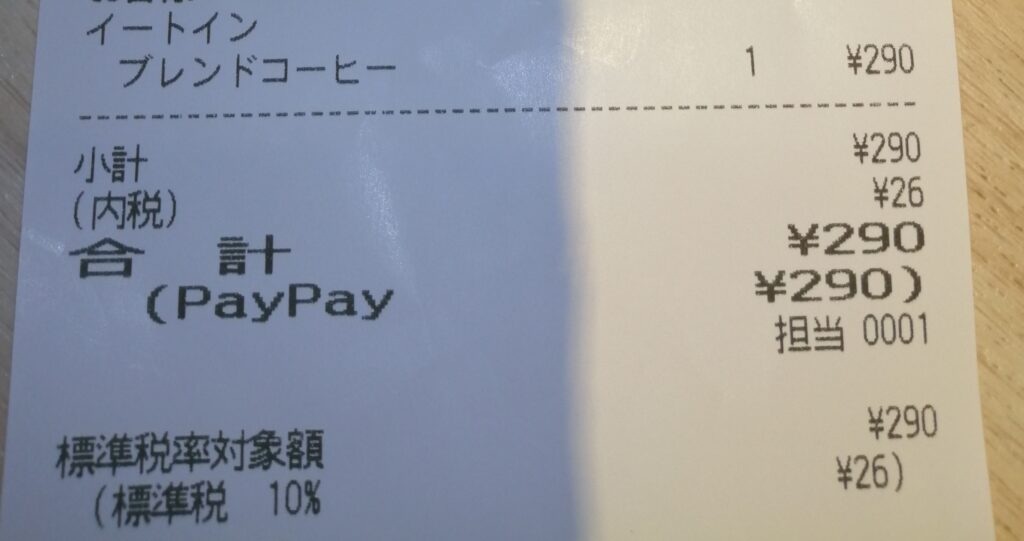 イートイン
ブレンドコーヒー 1 ¥290
小計 ¥290
(内税) ¥26
合 計 ¥290
(PayPay ¥290)
担当 0001
標準税率対象額 ¥290
(標準税 10% ¥26)